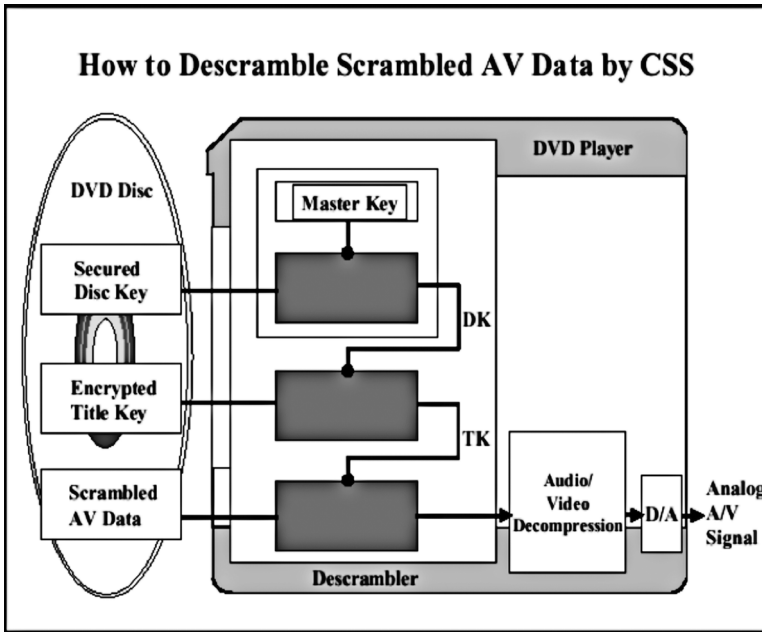 How to Descramble Scrambled AV Data by CSS
DVD Player
DVD Disc
Master Key
Secured
Disc Key
DK
Encrypted
Title Key
TK
Scrambled
AV Data
Audio/
Video
Decompression
D/A
Analog
A/V
Signal
Descrambler